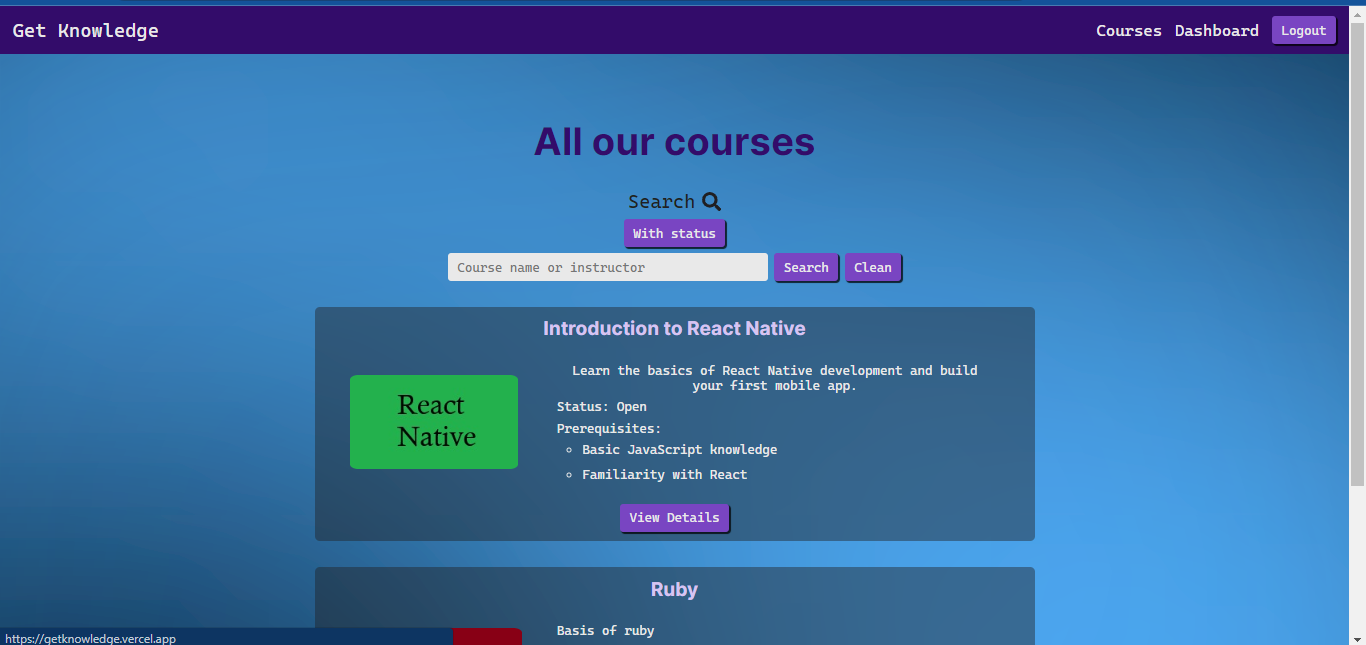 Get Knowledge
Courses Dashboard Logout
All our courses
Search
With status
Course name or instructor Search Clean
Introduction to React Native
Learn the basics of React Native development and build
your first mobile app.
React
Native
Status: Open
Prerequisites:
Basic JavaScript knowledge
Familiarity with React
View Details
Ruby
Basis of ruby
https://getknowledge.vercel.app